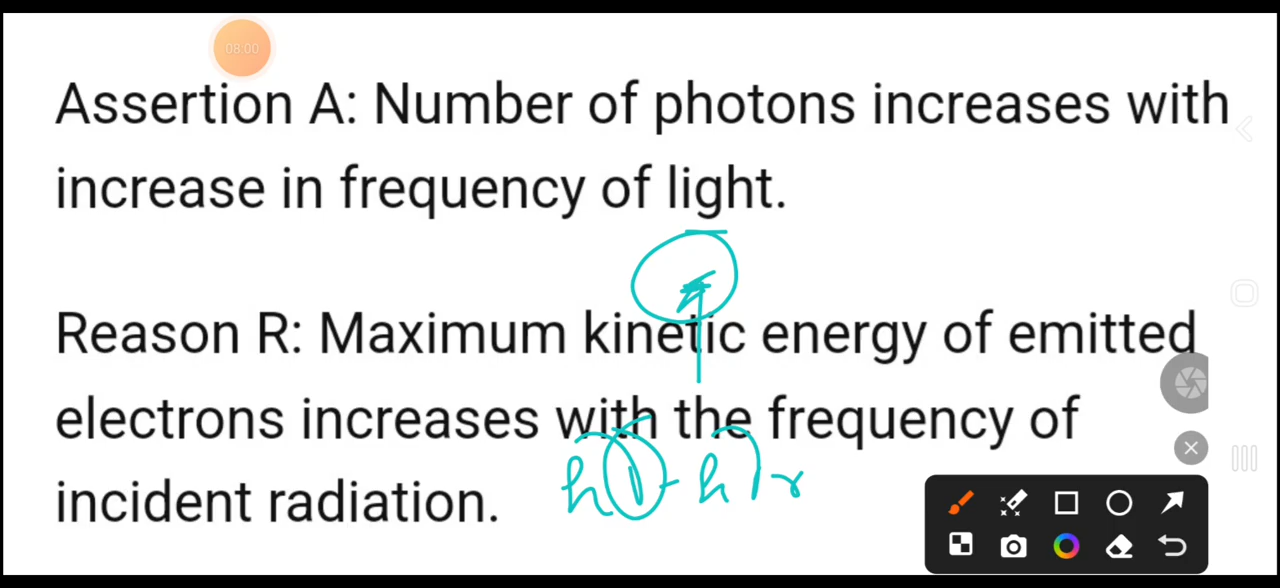 08.00
Assertion A: Number of photons increases with
increase in frequency of light.
Reason R: Maximum kinetic energy of emitted
electrons increases with the frequency of
incident radiation.